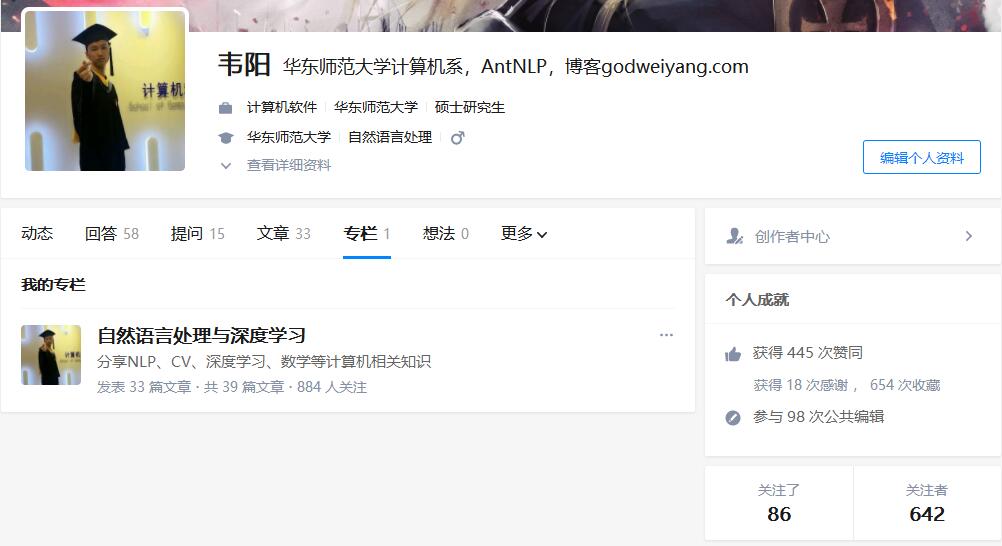 韦阳 华东师范大学计算机系，AntNLP，博客godweiyang.com
计算机软件 华东师范大学 硕士研究生
华东师范大学 自然语言处理
查看详细资料
编辑个人资料
计算机
动态 回答 58 提问 15 文章 33 专栏 1 想法 0 更多
我的专栏
自然语言处理与深度学习
分享NLP、CV、深度学习、数学等计算机相关知识
发表 33 篇文章 · 共 39 篇文章 · 884 人关注
创作者中心
个人成就
获得 445 次赞同
获得 18 次感谢 ， 654 次收藏
参与 98 次公共编辑
关注了 关注者
86 642